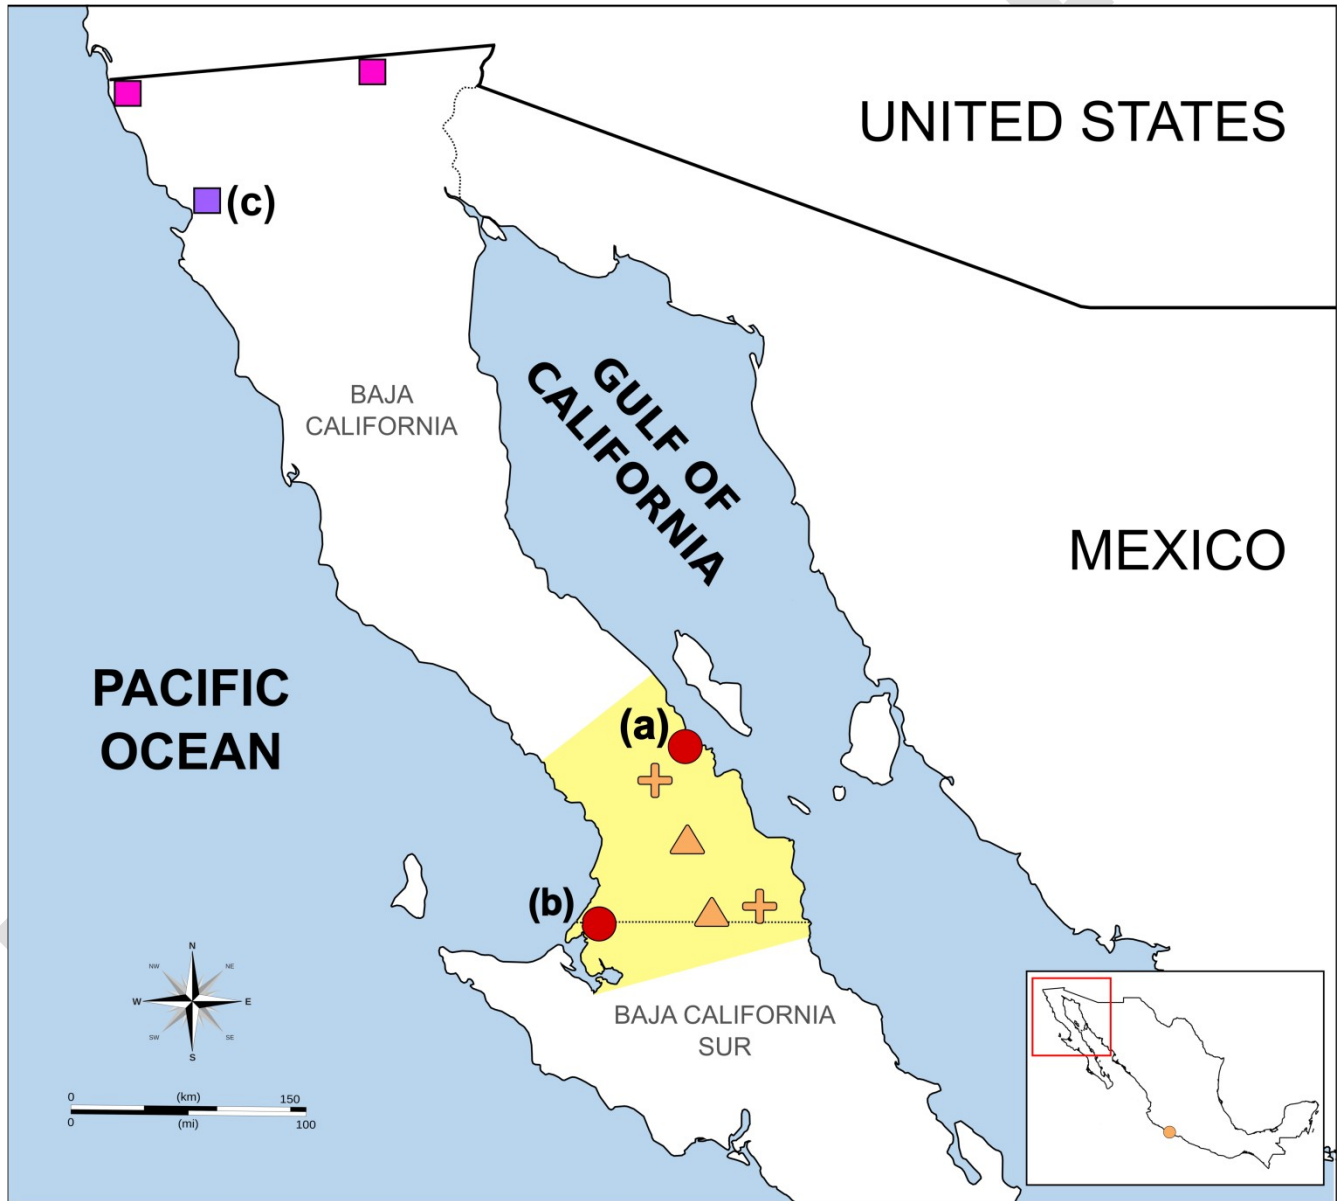 UNITED STATES
(c)
GULF OF
CALIFORNIA
BAJA
CALIFORNIA
MEXICO
PACIFIC
OCEAN
(a)
(b)
N
NW
NE
W
E
SW
SE
S
BAJA CALIFORNIA
SUR
0
(km)
150
0
(mi)
100